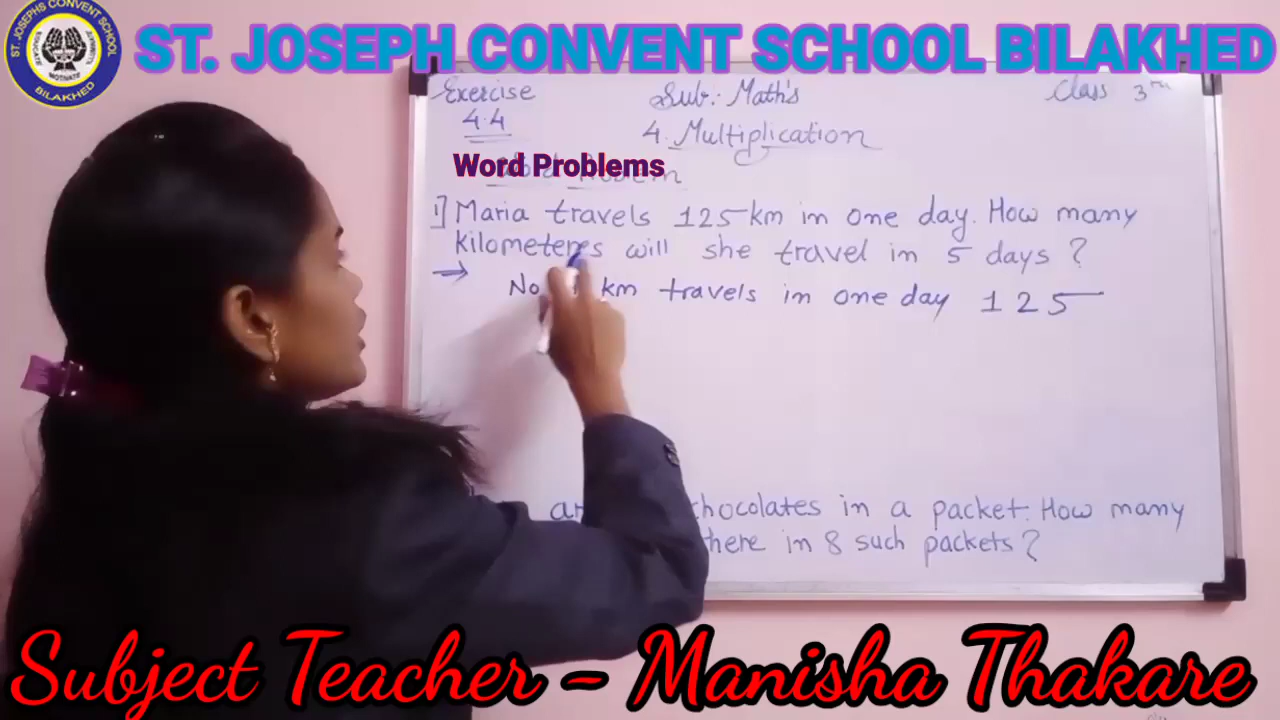 ST. JOSEPHS CONVENT SCHOOL
EDUCATE
MOTIVATE
BILAKHED
ST. JOSEPH CONVENT SCHOOL BILAKHED
Exercise Sub:- Math's Class 3rd
4.4 4. Multiplication
Word Problems
1] Maria travels 125 km in one day. How many
kilometeres will she travel in 5 days ?
→ No km travels in one day 125
chocolates in a packet. How many
there in 8 such packets ?
Subject Teacher - Manisha Thakare